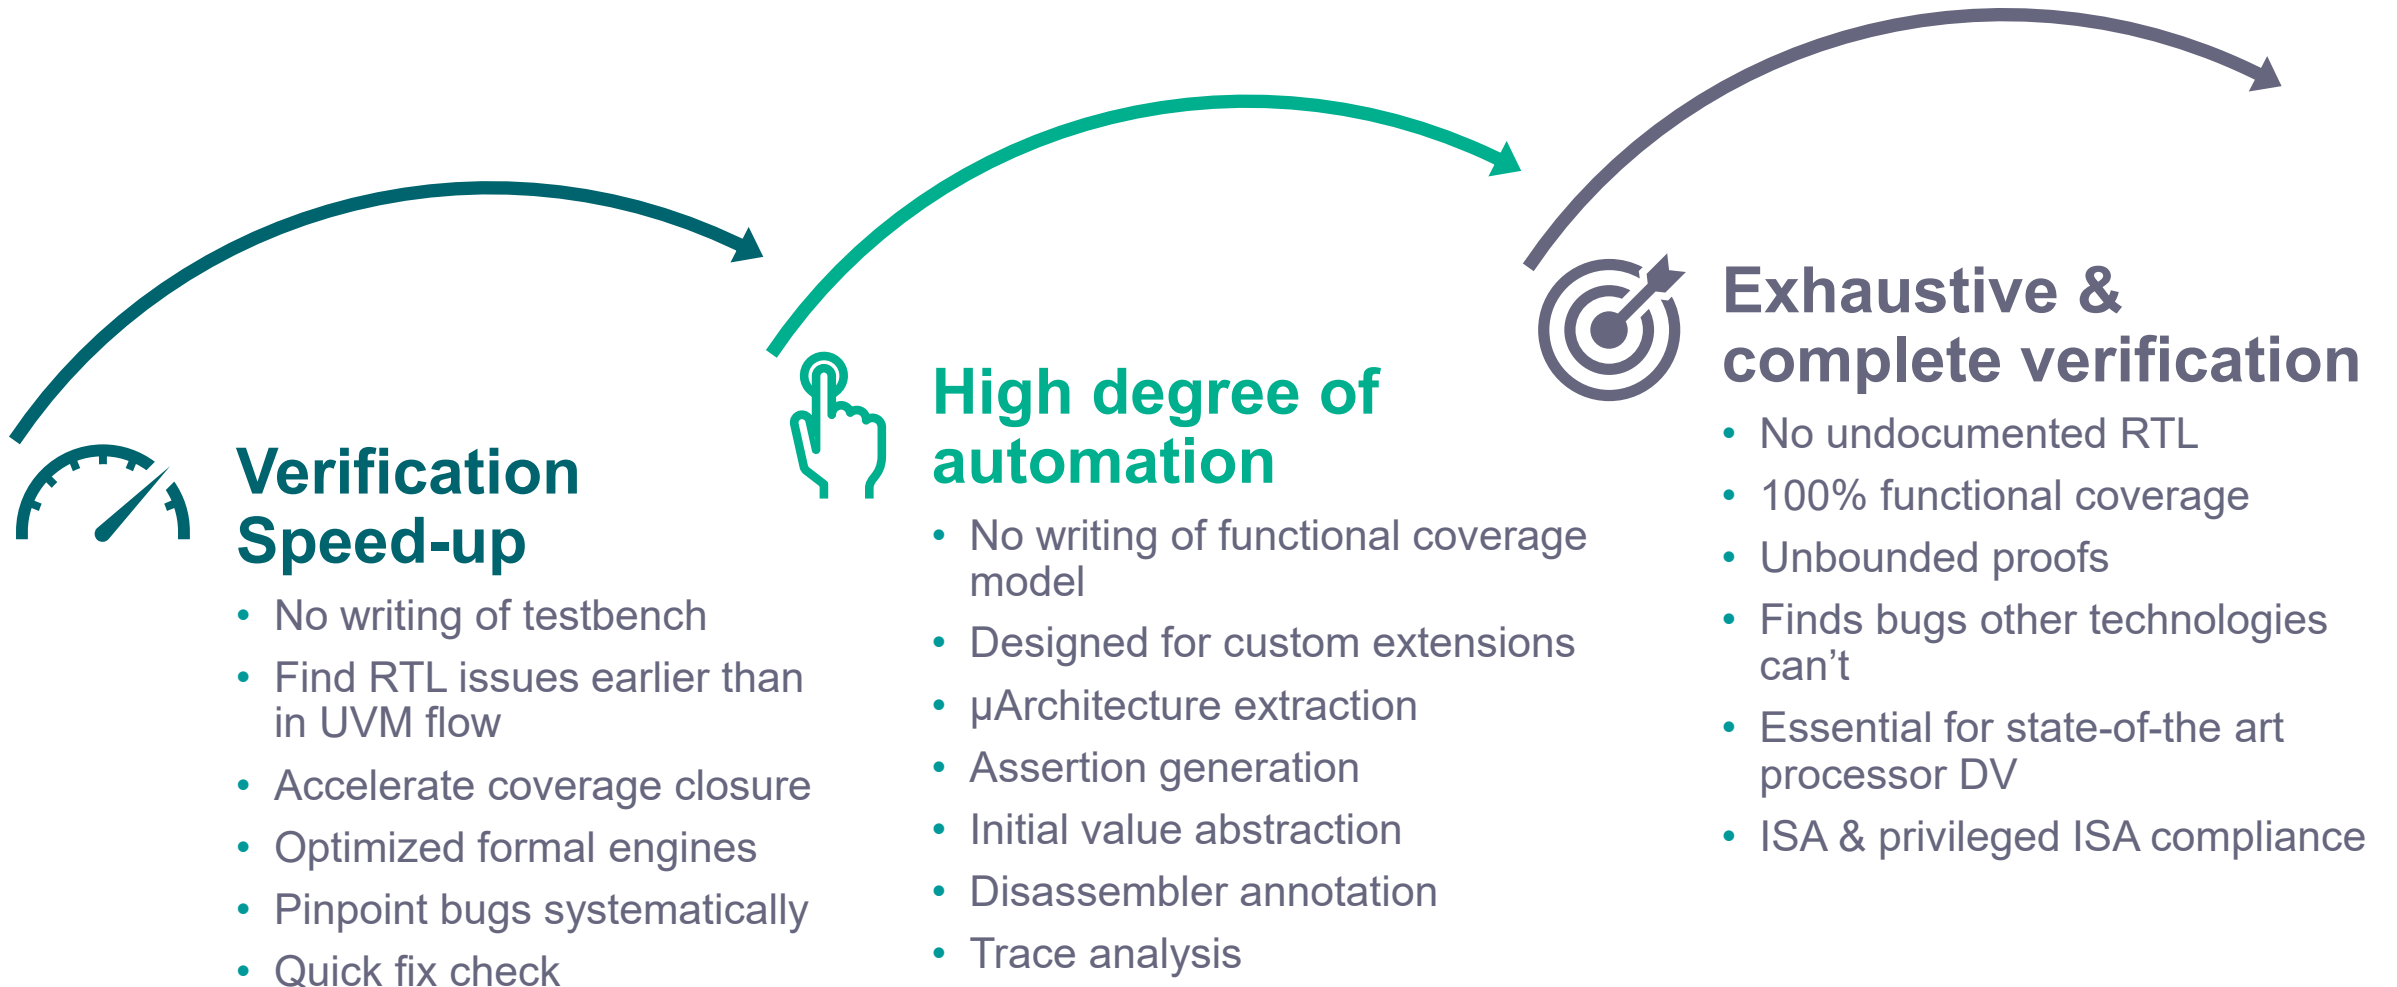 Verification
Speed-up
• No writing of testbench
• Find RTL issues earlier than
in UVM flow
• Accelerate coverage closure
• Optimized formal engines
• Pinpoint bugs systematically
• Quick fix check
High degree of
automation
• No writing of functional coverage
model
• Designed for custom extensions
• µArchitecture extraction
• Assertion generation
• Initial value abstraction
• Disassembler annotation
• Trace analysis
Exhaustive &
complete verification
• No undocumented RTL
• 100% functional coverage
• Unbounded proofs
• Finds bugs other technologies
can’t
• Essential for state-of-the art
processor DV
• ISA & privileged ISA compliance